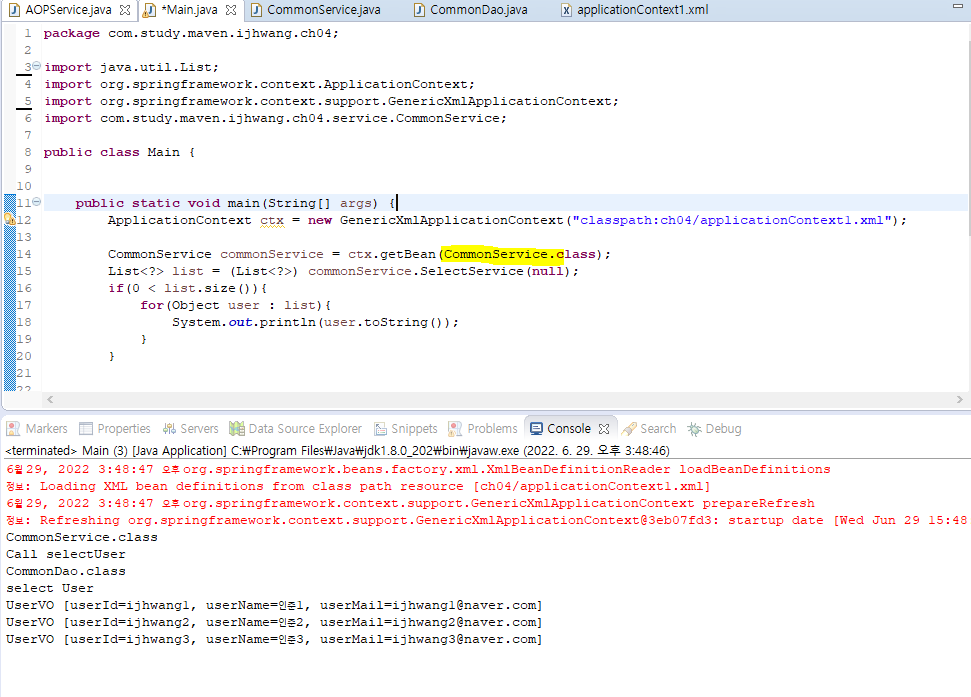 AOPService.java *Main.java CommonService.java CommonDao.java applicationContext1.xml
1 package com.study.maven.ijhwang.ch04;
2
3 import java.util.List;
4 import org.springframework.context.ApplicationContext;
5 import org.springframework.context.support.GenericXmlApplicationContext;
6 import com.study.maven.ijhwang.ch04.service.CommonService;
7
8 public class Main {
9
10
11 public static void main(String[] args) {
12 ApplicationContext ctx = new GenericXmlApplicationContext("classpath:ch04/applicationContext1.xml");
13
14 CommonService commonService = ctx.getBean(CommonService.class);
15 List<?> list = (List<?>) commonService.SelectService(null);
16 if(0 < list.size()){
17 for(Object user : list){
18 System.out.println(user.toString());
19 }
20 }
21
22
Markers Properties Servers Data Source Explorer Snippets Problems Console Search Debug
<terminated> Main (3) [Java Application] C:₩Program Files₩Java₩jdk1.8.0_202₩bin₩javaw.exe (2022. 6. 29. 오후 3:48:46)
6월 29, 2022 3:48:47 오후 org.springframework.beans.factory.xml.XmlBeanDefinitionReader loadBeanDefinitions
정보: Loading XML bean definitions from class path resource [ch04/applicationContext1.xml]
6월 29, 2022 3:48:47 오후 org.springframework.context.support.GenericXmlApplicationContext prepareRefresh
정보: Refreshing org.springframework.context.support.GenericXmlApplicationContext@3eb07fd3: startup date [Wed Jun 29 15:48
CommonService.class
Call selectUser
CommonDao.class
select User
UserVO [userId=ijhwang1, userName=인준1, userMail=ijhwang1@naver.com]
UserVO [userId=ijhwang2, userName=인준2, userMail=ijhwang2@naver.com]
UserVO [userId=ijhwang3, userName=인준3, userMail=ijhwang3@naver.com]